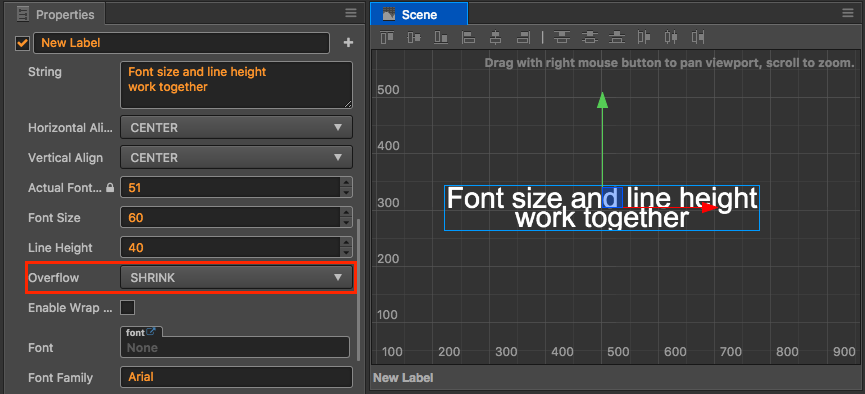 Properties
New Label
String
Font size and line height
work together
Horizontal Ali...
CENTER
Vertical Align
CENTER
Actual Font...
51
Font Size
60
Line Height
40
Overflow
SHRINK
Enable Wrap ...
font
Font
None
Font Family
Arial
Scene
Drag with right mouse button to pan viewport, scroll to zoom.
500
400
300
200
100
Font size and line height
work together
100 200 300 400 500 600 700 800 900
New Label